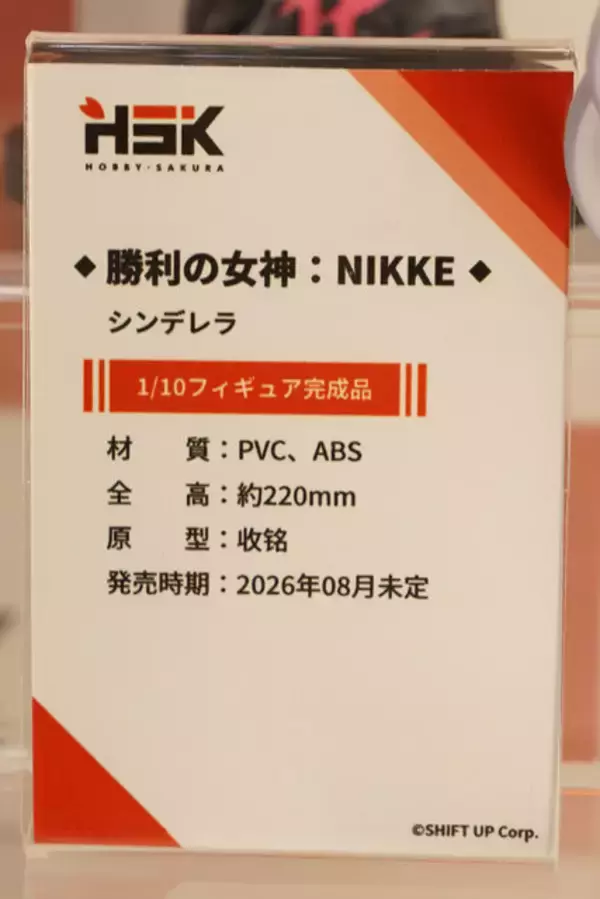 HSK
HOBBY·SAKURA
◆ 勝利の女神：NIKKE ◆
シンデレラ
1/10フィギュア完成品
材　　質：PVC、ABS
全　　高：約220mm
原　　型：收铭
発売時期：2026年08月未定
©SHIFT UP Corp.